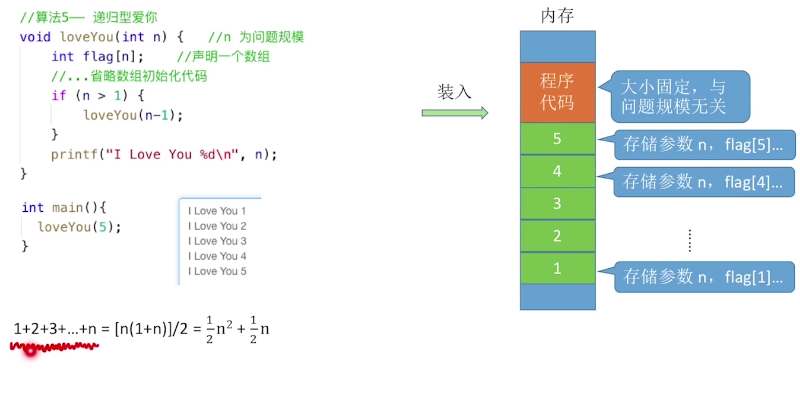 //算法5—— 递归型爱你
void loveYou(int n) {   //n 为问题规模
    int flag[n];    //声明一个数组
    //...省略数组初始化代码
    if (n > 1) {
        loveYou(n-1);
    }
    printf("I Love You %d\n", n);
}
int main(){
  loveYou(5);
}
I Love You 1
I Love You 2
I Love You 3
I Love You 4
I Love You 5
1+2+3+...+n = [n(1+n)]/2 = ½n² + ½n
装入
内存
程序
代码
5
4
3
2
1
大小固定，与
问题规模无关
存储参数 n，flag[5]...
存储参数 n，flag[4]...
......
存储参数 n，flag[1]...